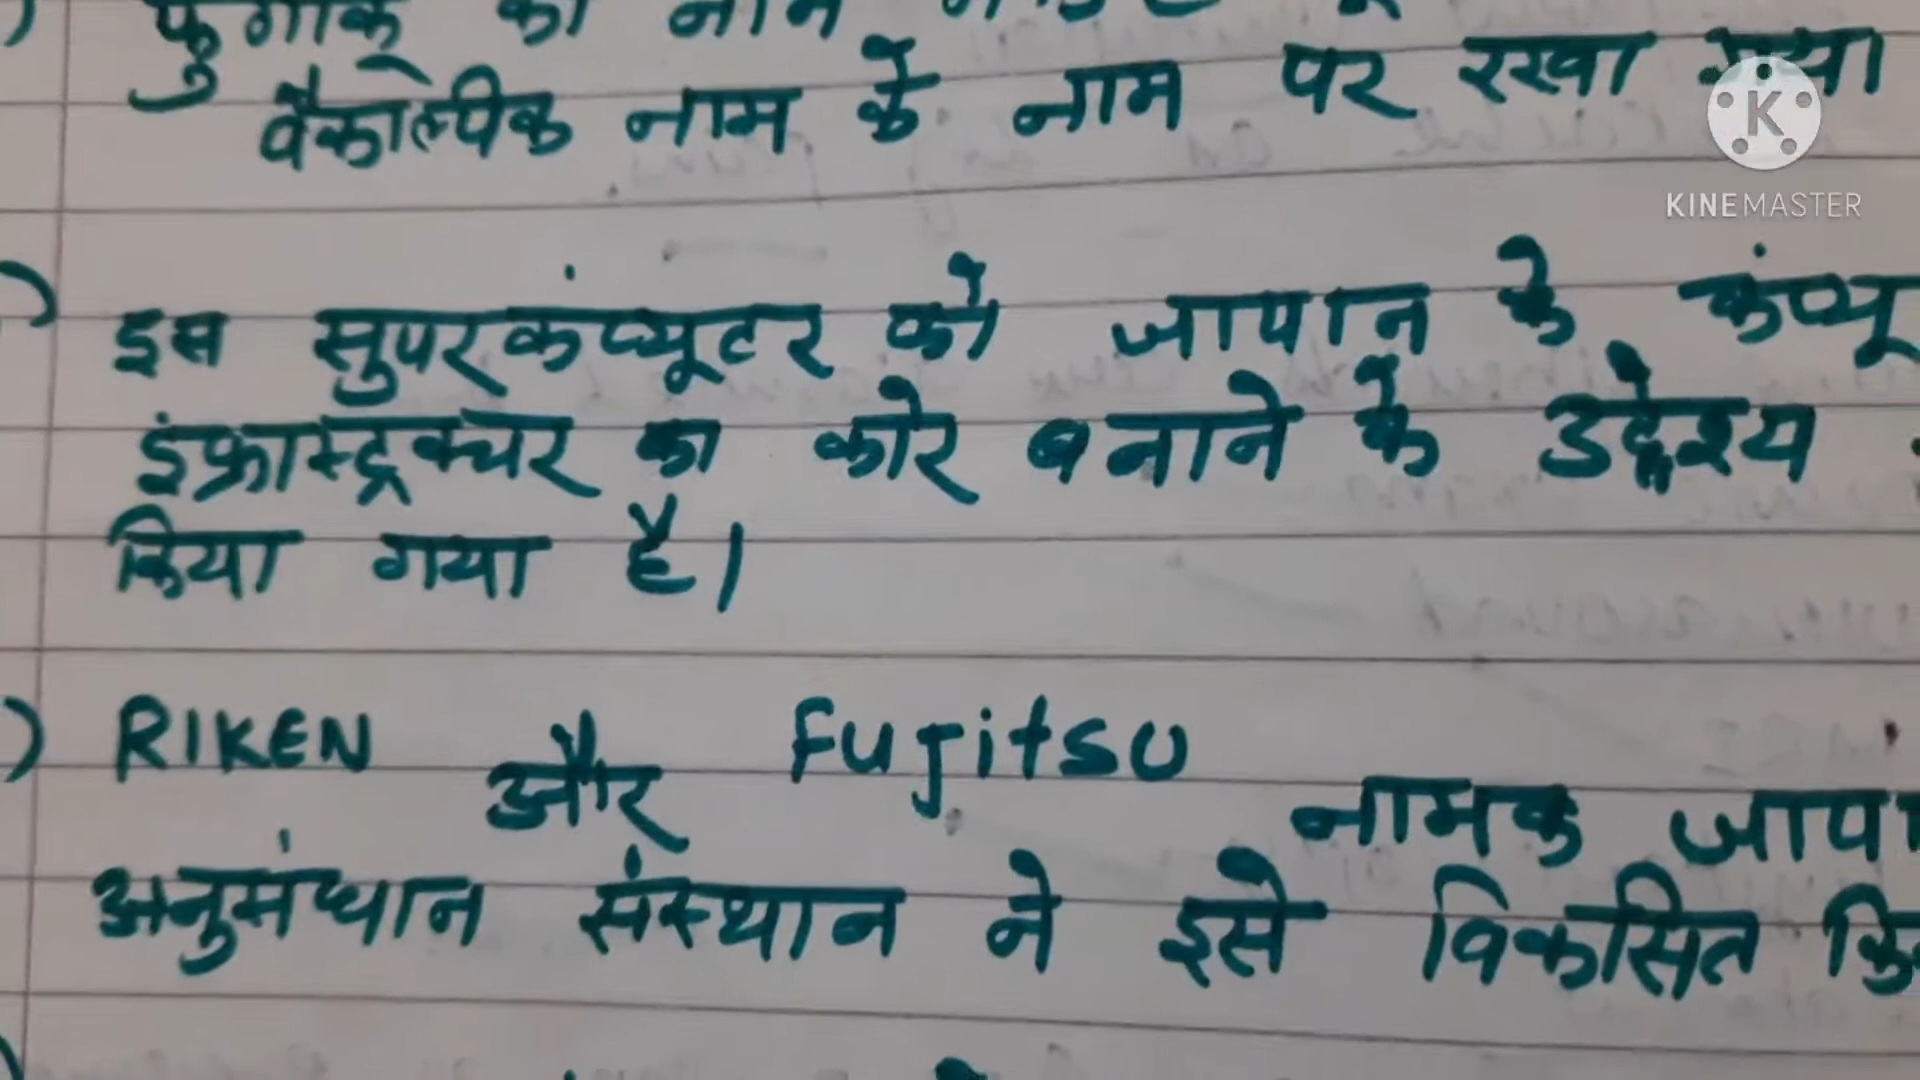 फुगाकू का नाम
वैकाल्पीक नाम के नाम पर रखा गया
KINEMASTER
इस सुपरकंप्यूटर को जापान के कंप्यू
इंफ्रास्ट्रक्चर का कोर बनाने के उद्देश्य
किया गया है।
) RIKEN और Fujitsu नामक जापा
अनुसंधान संस्थान ने इसे विकसित कि